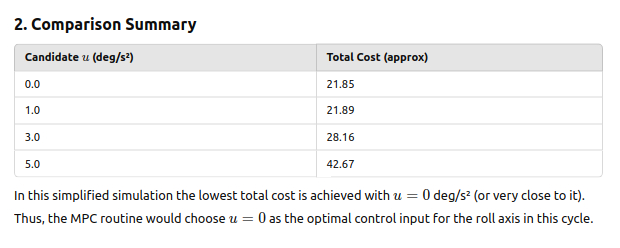 2. Comparison Summary
Candidate u (deg/s²) Total Cost (approx)
0.0 21.85
1.0 21.89
3.0 28.16
5.0 42.67
In this simplified simulation the lowest total cost is achieved with u = 0 deg/s² (or very close to it).
Thus, the MPC routine would choose u = 0 as the optimal control input for the roll axis in this cycle.